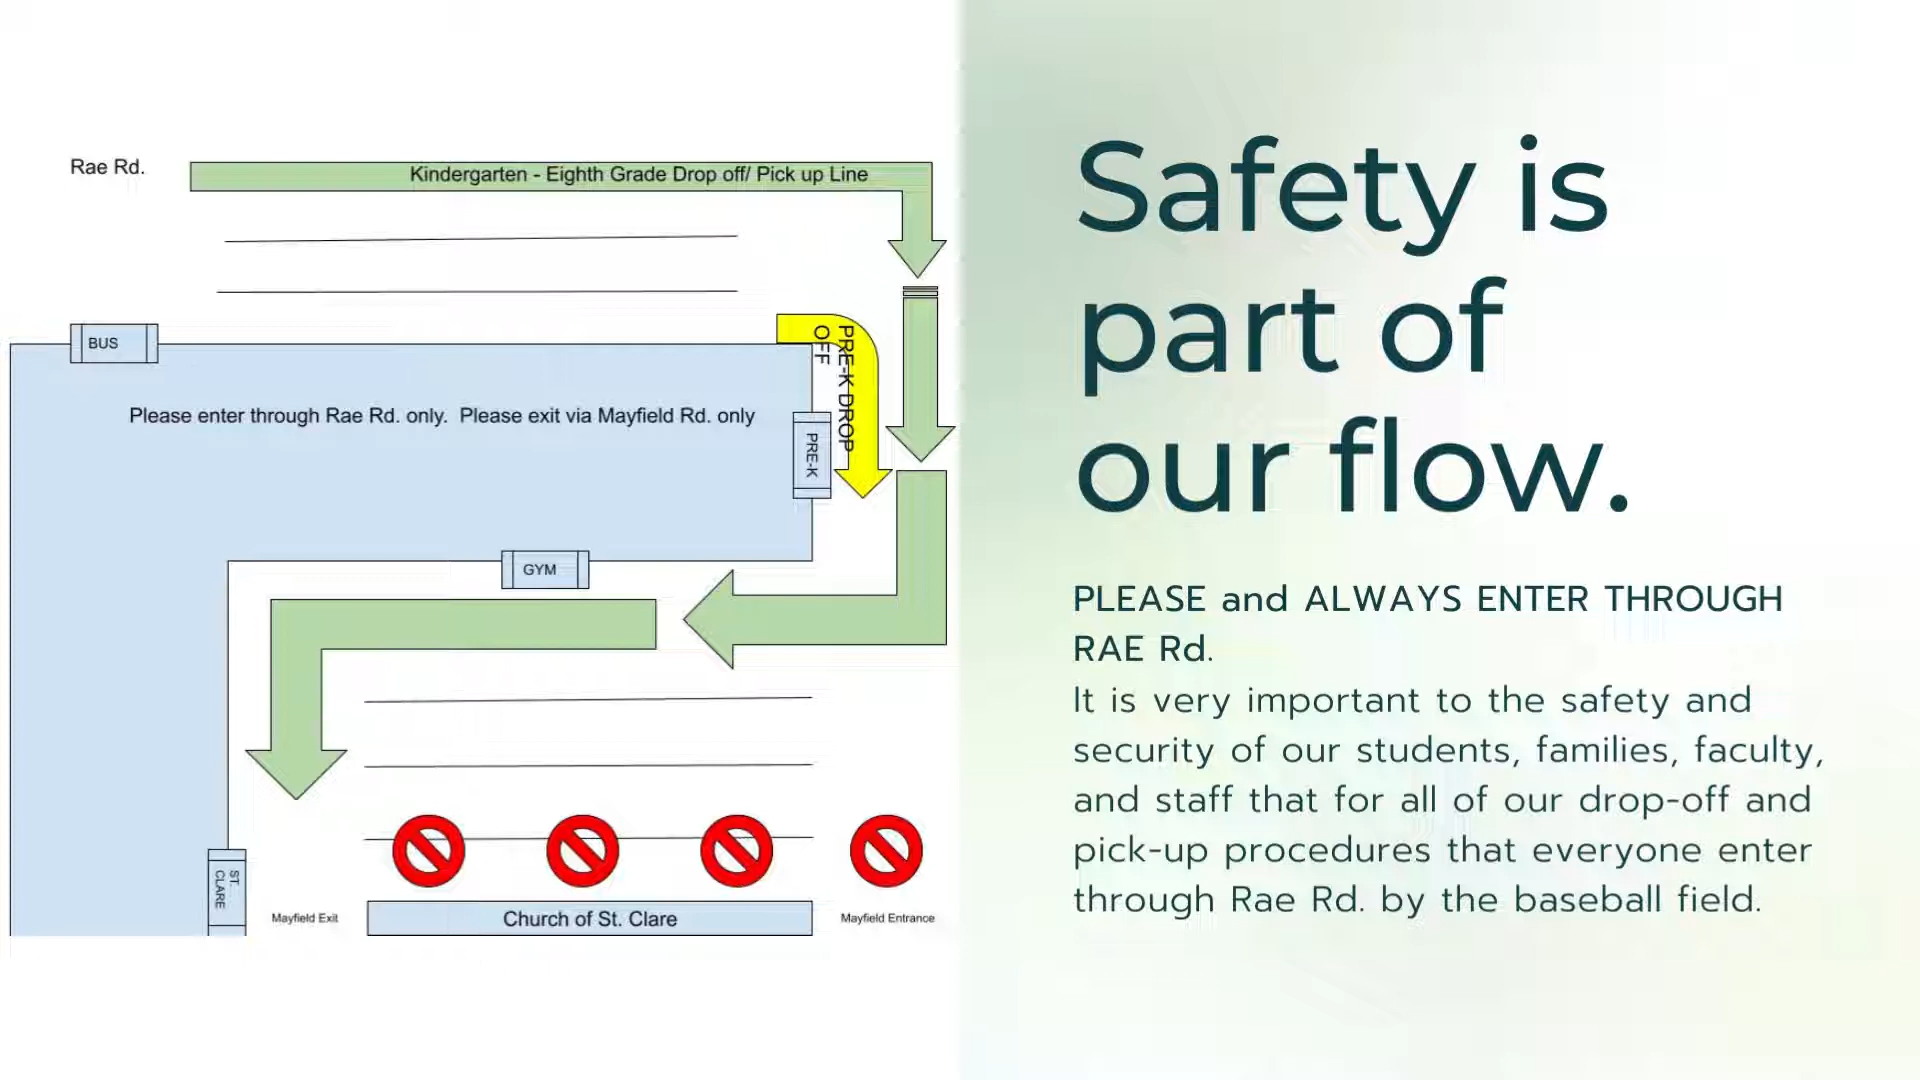 Rae Rd.
Kindergarten - Eighth Grade Drop off/ Pick up Line
BUS
PRE-K DROP
OFF
Please enter through Rae Rd. only.  Please exit via Mayfield Rd. only
PRE-K
GYM
ST.
CLARE
Mayfield Exit
Church of St. Clare
Mayfield Entrance
Safety is
part of
our flow.
PLEASE and ALWAYS ENTER THROUGH
RAE Rd.
It is very important to the safety and
security of our students, families, faculty,
and staff that for all of our drop-off and
pick-up procedures that everyone enter
through Rae Rd. by the baseball field.